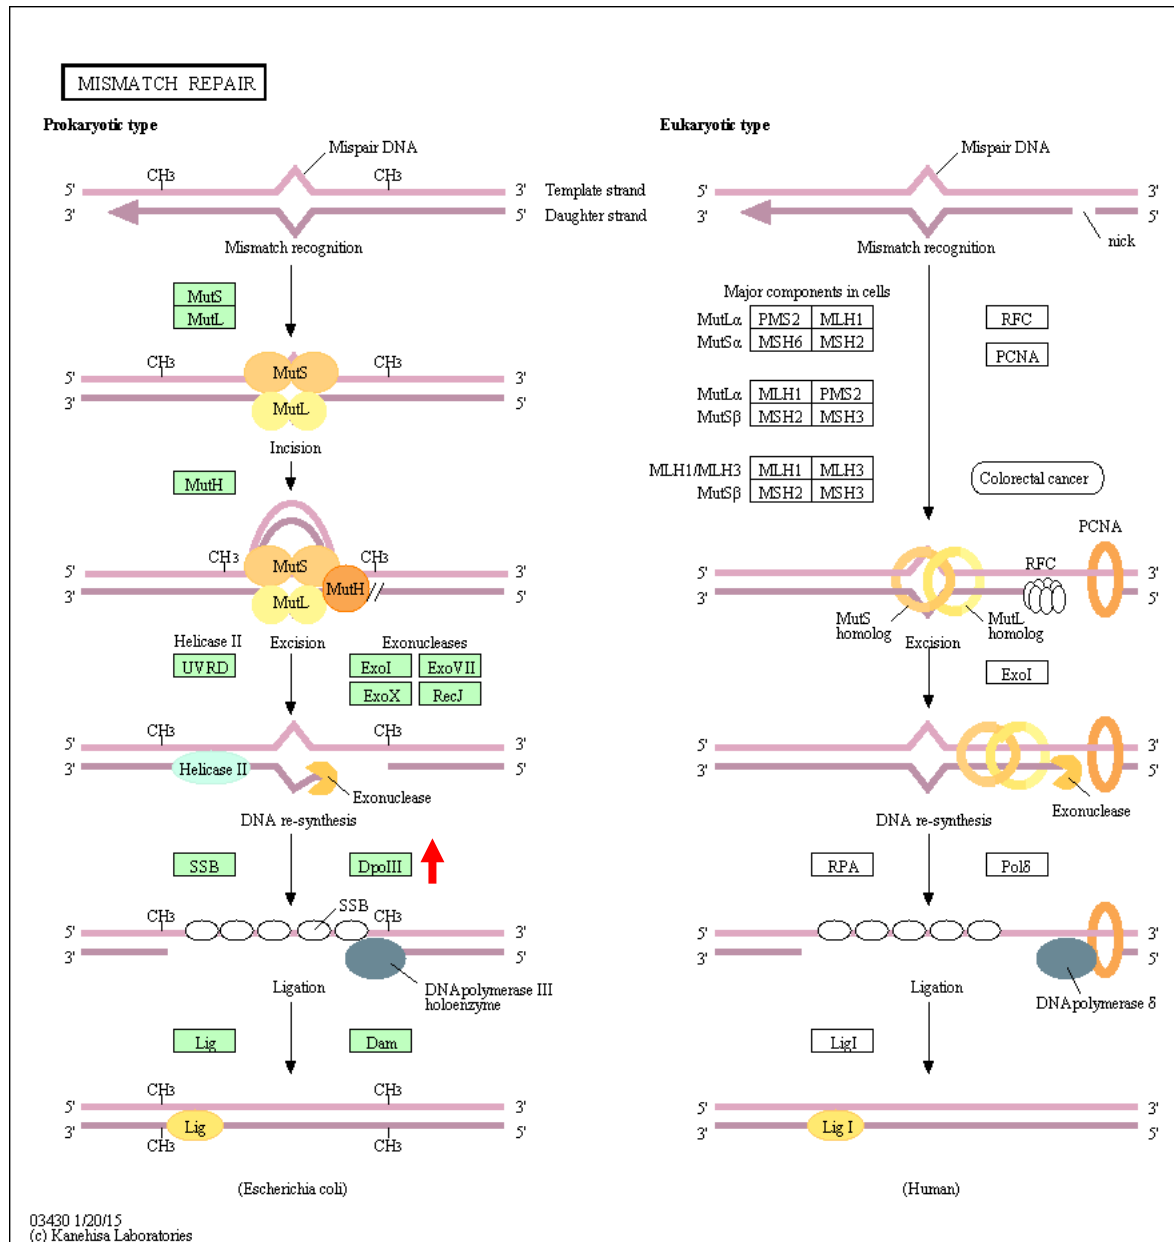 MISMATCH REPAIR
Prokaryotic type
Mispair DNA
CH3
CH3
5'
3'
Template strand
3'
5'
Daughter strand
Mismatch recognition
MutS
MutL
CH3
CH3
5'
MutS
3'
3'
MutL
5'
Incision
MutH
CH3
CH3
5'
MutS
3'
MutH
3'
MutL
5'
Helicase II
Excision
Exonucleases
UVRD
ExoI
ExoVII
ExoX
RecJ
CH3
CH3
5'
3'
3'
Helicase II
5'
Exonuclease
DNA re-synthesis
SSB
DpoIII
SSB
CH3
CH3
5'
3'
3'
5'
DNA polymerase III
holoenzyme
Ligation
Lig
Dam
CH3
CH3
5'
3'
3'
Lig
5'
CH3
CH3
(Escherichia coli)
Eukaryotic type
Mispair DNA
5'
3'
3'
5'
nick
Mismatch recognition
Major components in cells
MutLα PMS2 MLH1
MutSα MSH6 MSH2
RFC
PCNA
MutLα MLH1 PMS2
MutSβ MSH2 MSH3
MLH1/MLH3 MLH1 MLH3
MutSβ MSH2 MSH3
Colorectal cancer
PCNA
RFC
5'
3'
3'
5'
MutS
homolog
MutL
homolog
Excision
ExoI
5'
3'
3'
5'
Exonuclease
DNA re-synthesis
RPA
Polδ
5'
3'
3'
5'
DNA polymerase δ
Ligation
LigI
5'
3'
3'
Lig I
5'
(Human)
03430 1/20/15
(c) Kanehisa Laboratories